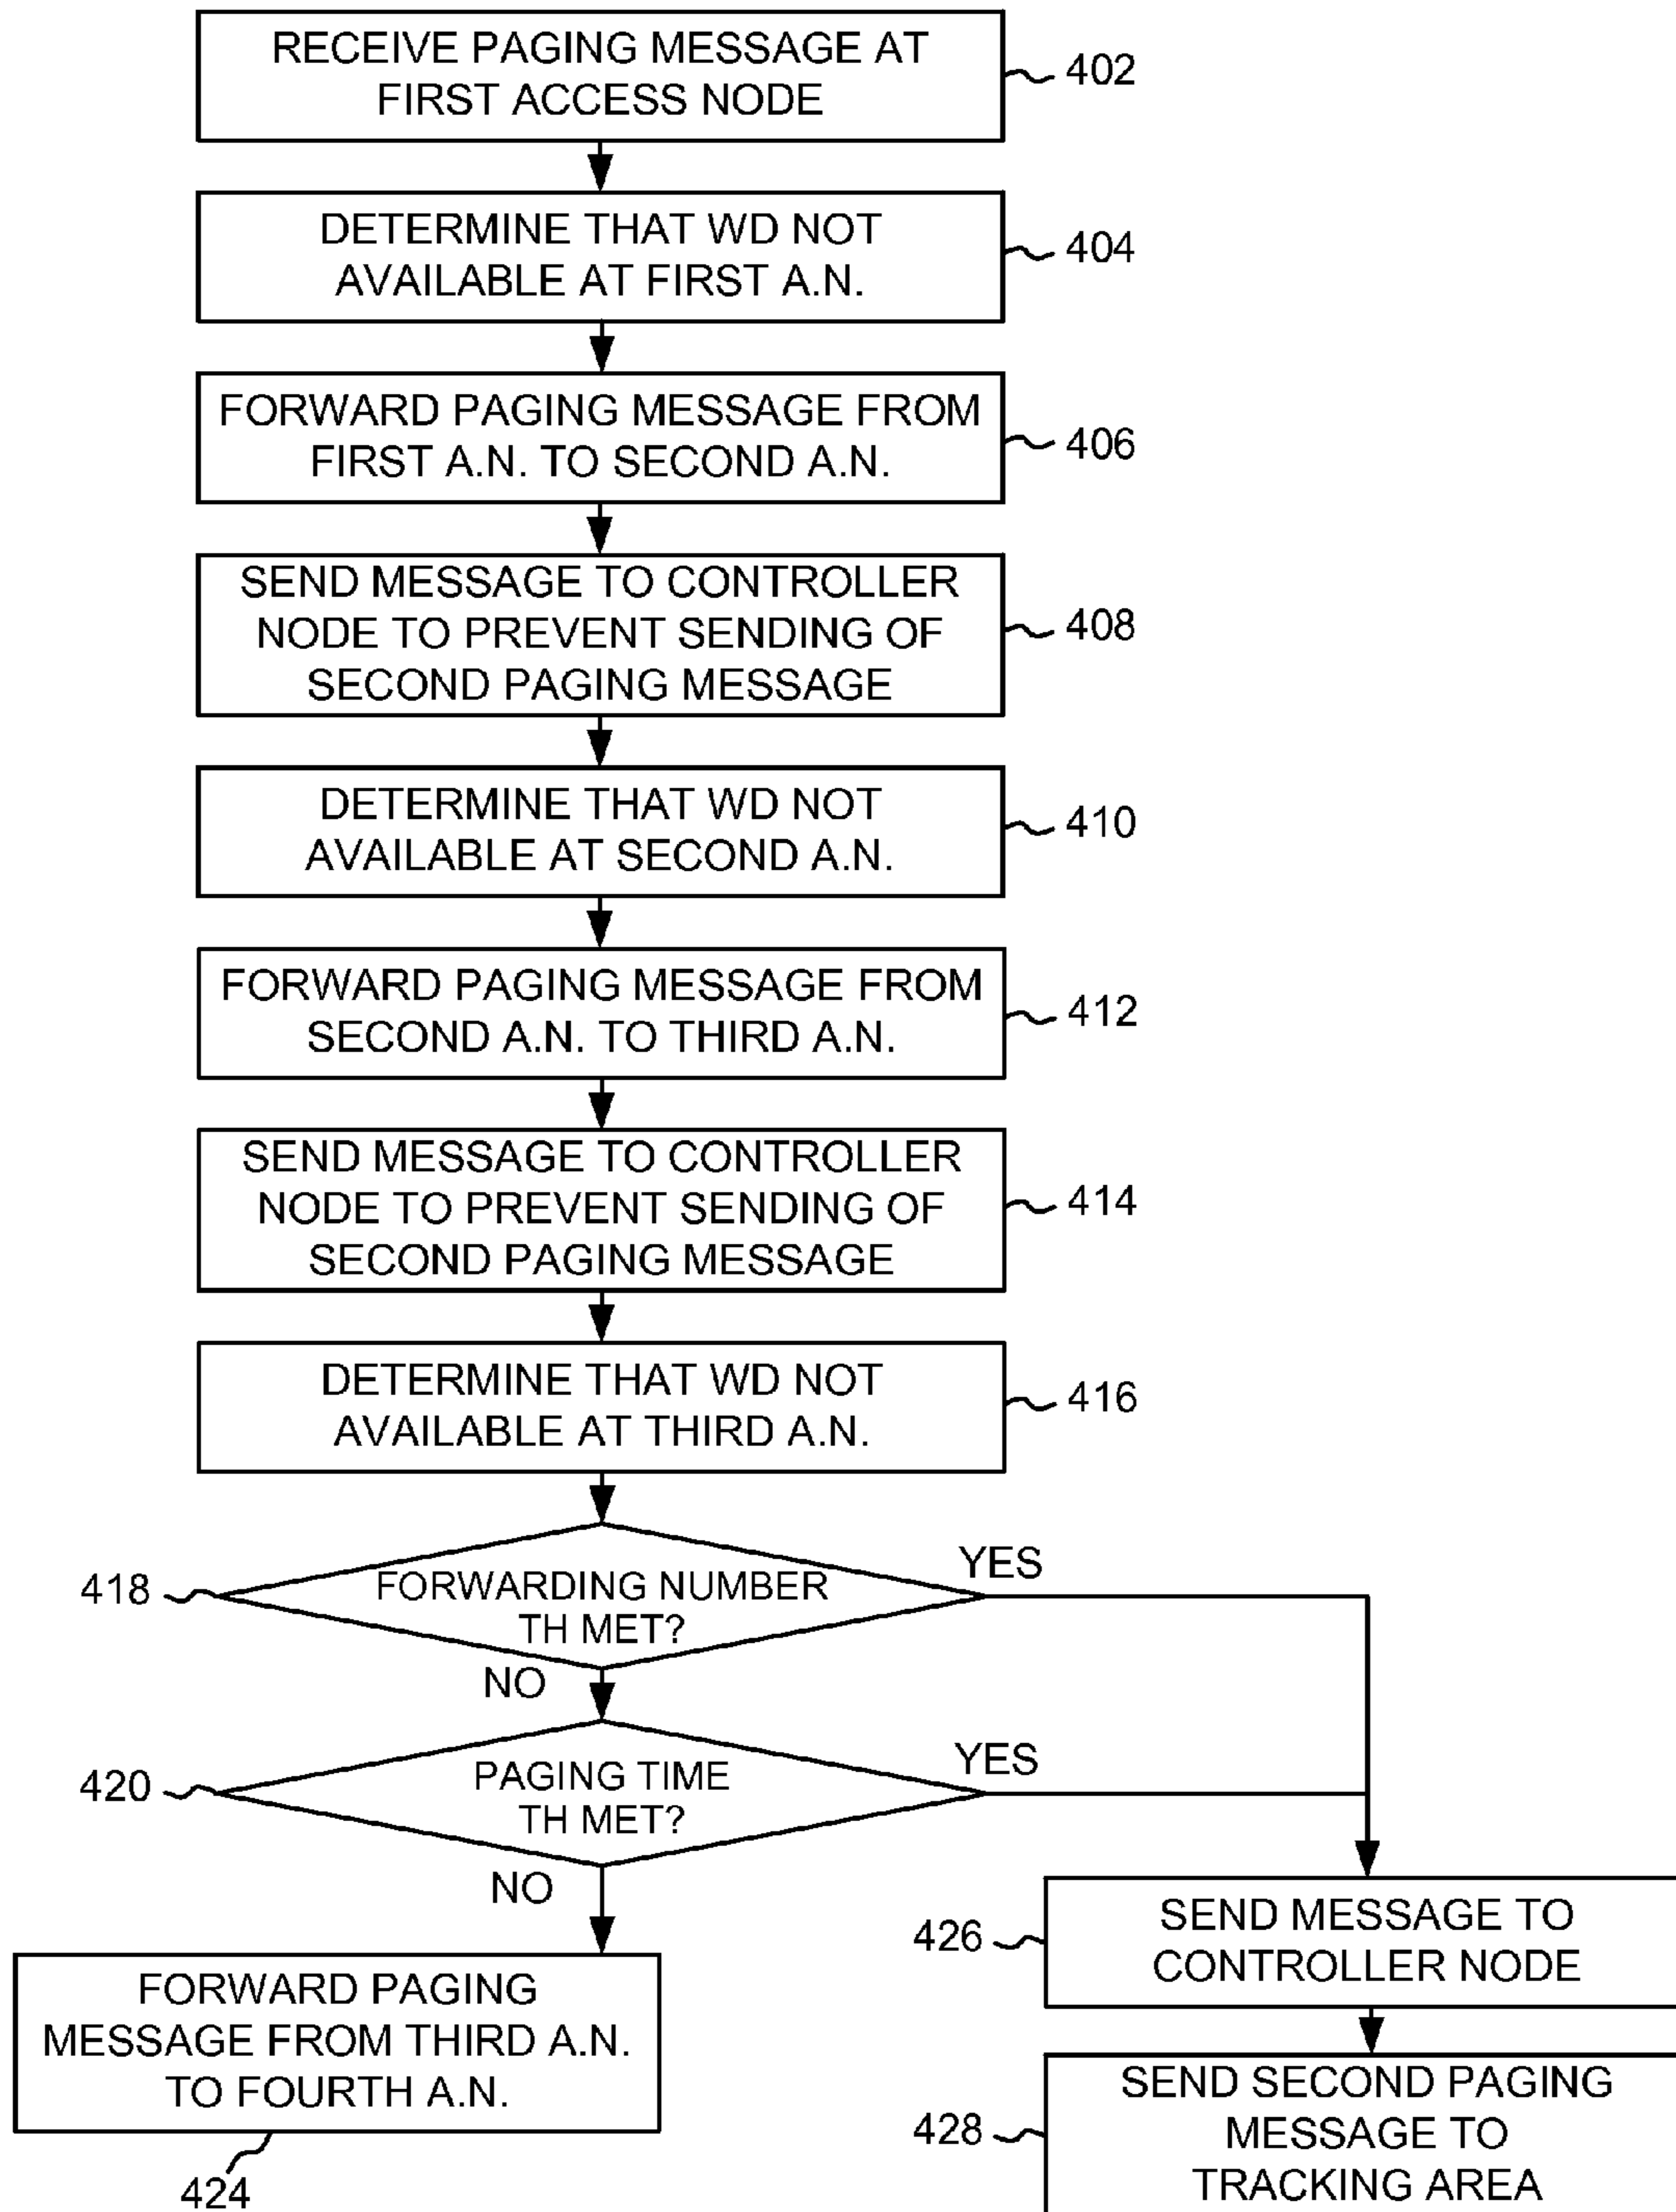 RECEIVE PAGING MESSAGE AT
FIRST ACCESS NODE
402
DETERMINE THAT WD NOT
AVAILABLE AT FIRST A.N.
404
FORWARD PAGING MESSAGE FROM
FIRST A.N. TO SECOND A.N.
406
SEND MESSAGE TO CONTROLLER
NODE TO PREVENT SENDING OF
SECOND PAGING MESSAGE
408
DETERMINE THAT WD NOT
AVAILABLE AT SECOND A.N.
410
FORWARD PAGING MESSAGE FROM
SECOND A.N. TO THIRD A.N.
412
SEND MESSAGE TO CONTROLLER
NODE TO PREVENT SENDING OF
SECOND PAGING MESSAGE
414
DETERMINE THAT WD NOT
AVAILABLE AT THIRD A.N.
416
418
FORWARDING NUMBER
TH MET?
YES
NO
420
PAGING TIME
TH MET?
YES
NO
FORWARD PAGING
MESSAGE FROM THIRD A.N.
TO FOURTH A.N.
424
426
SEND MESSAGE TO
CONTROLLER NODE
428
SEND SECOND PAGING
MESSAGE TO
TRACKING AREA